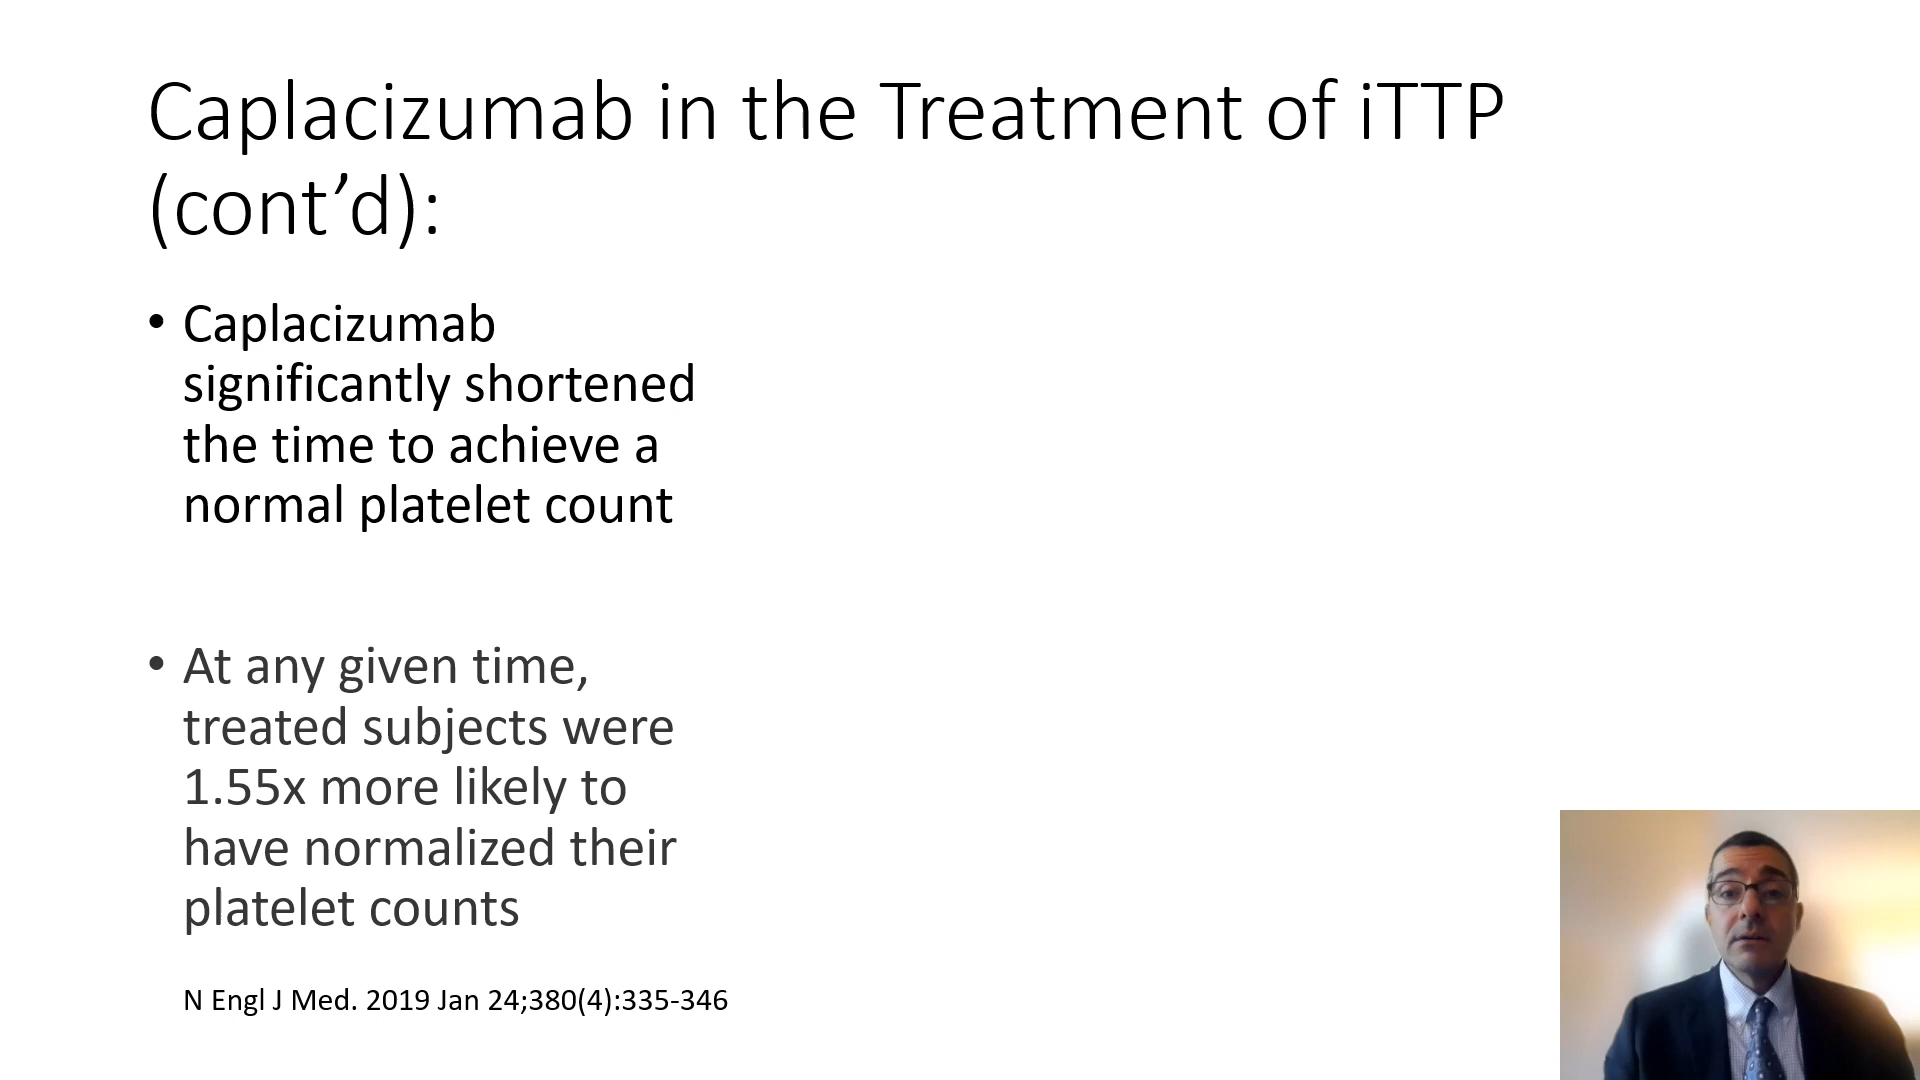 Caplacizumab in the Treatment of iTTP
(cont’d):
• Caplacizumab
significantly shortened
the time to achieve a
normal platelet count
• At any given time,
treated subjects were
1.55x more likely to
have normalized their
platelet counts
N Engl J Med. 2019 Jan 24;380(4):335-346